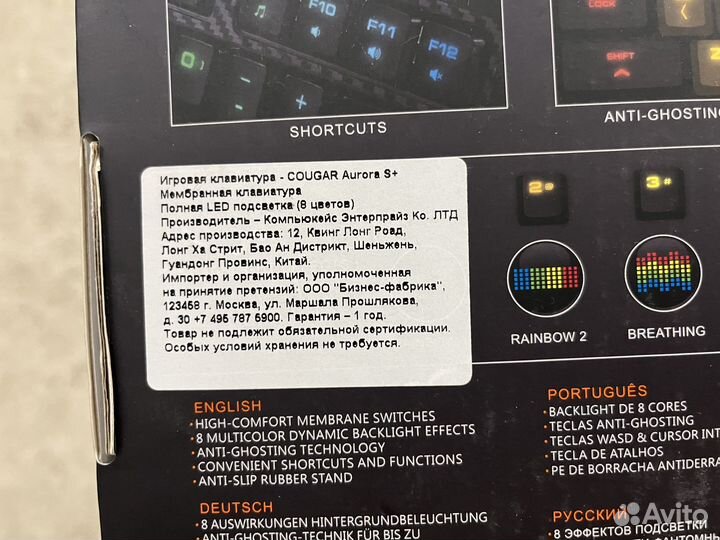 F10
F11
F12
0 )
-
+
SHORTCUTS
LOCK
SHIFT
ANTI-GHOSTING
Игровая клавиатура - COUGAR Aurora S+
Мембранная клавиатура
Полная LED подсветка (8 цветов)
Производитель – Компьюкейс Энтерпрайз Ко. ЛТД
Адрес производства: 12, Квинг Лонг Роад,
Лонг Ха Стрит, Бао Ан Дистрикт, Шеньжень,
Гуандонг Провинс, Китай.
Импортер и организация, уполномоченная
на принятие претензий: ООО "Бизнес-фабрика",
123458 г. Москва, ул. Маршала Прошлякова,
д. 30 +7 495 787 5900. Гарантия – 1 год.
Товар не подлежит обязательной сертификации.
Особых условий хранения не требуется.
2 @
3 #
RAINBOW 2
BREATHING
ENGLISH
•HIGH-COMFORT MEMBRANE SWITCHES
•8 MULTICOLOR DYNAMIC BACKLIGHT EFFECTS
•ANTI-GHOSTING TECHNOLOGY
•CONVENIENT SHORTCUTS AND FUNCTIONS
•ANTI-SLIP RUBBER STAND
DEUTSCH
•8 AUSWIRKUNGEN HINTERGRUNDBELEUCHTUNG
•ANTI-GHOSTING-TECHNIK FÜR BIS ZU
PORTUGUÊS
•BACKLIGHT DE 8 CORES
•TECLAS ANTI-GHOSTING
•TECLAS WASD & CURSOR INT
•TECLA DE ATALHOS
•PE DE BORRACHA ANTIDERRA
РУССКИЙ
•8 ЭФФЕКТОВ ПОДСВЕТКИ
Avito